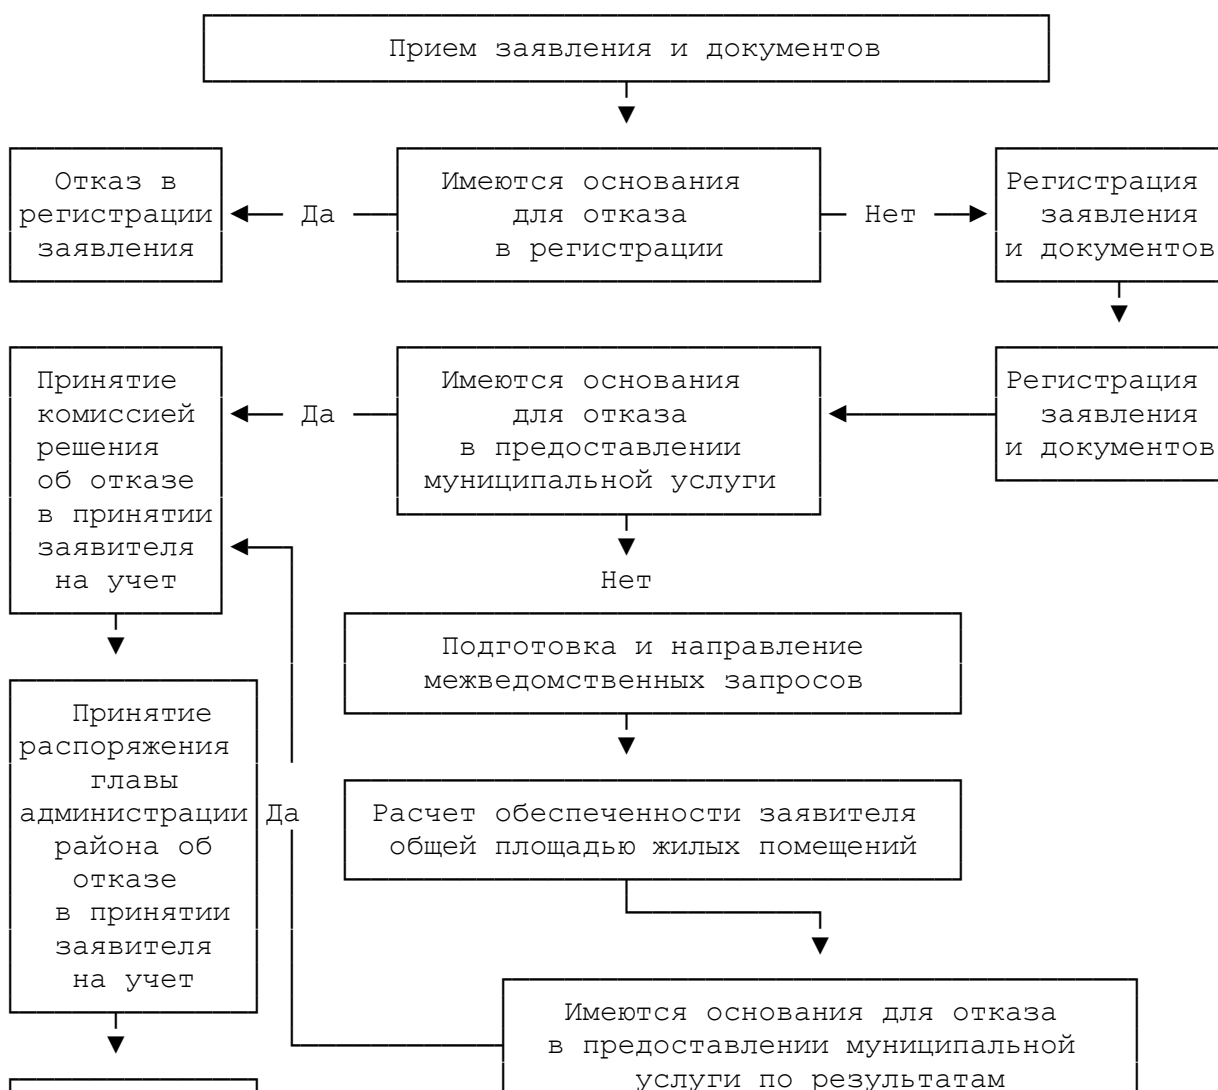 Прием заявления и документов
Отказ в
регистрации
заявления
Да
Имеются основания
для отказа
в регистрации
Нет
Регистрация
заявления
и документов
Принятие
комиссией
решения
об отказе
в принятии
заявителя
на учет
Да
Имеются основания
для отказа
в предоставлении
муниципальной услуги
Регистрация
заявления
и документов
Нет
Подготовка и направление
межведомственных запросов
Принятие
распоряжения
главы
администрации
района об
отказе
в принятии
заявителя
на учет
Да
Расчет обеспеченности заявителя
общей площадью жилых помещений
Имеются основания для отказа
в предоставлении муниципальной
услуги по результатам